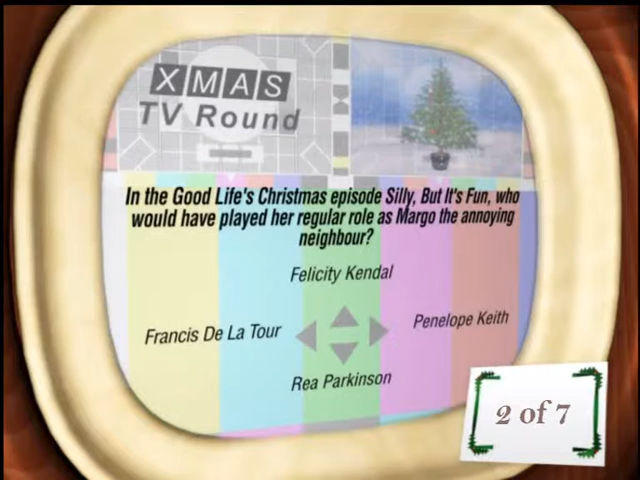 XMAS
TV Round
In the Good Life's Christmas episode Silly, But It's Fun, who
would have played her regular role as Margo the annoying
neighbour?
Felicity Kendal
Francis De La Tour
Penelope Keith
Rea Parkinson
2 of 7